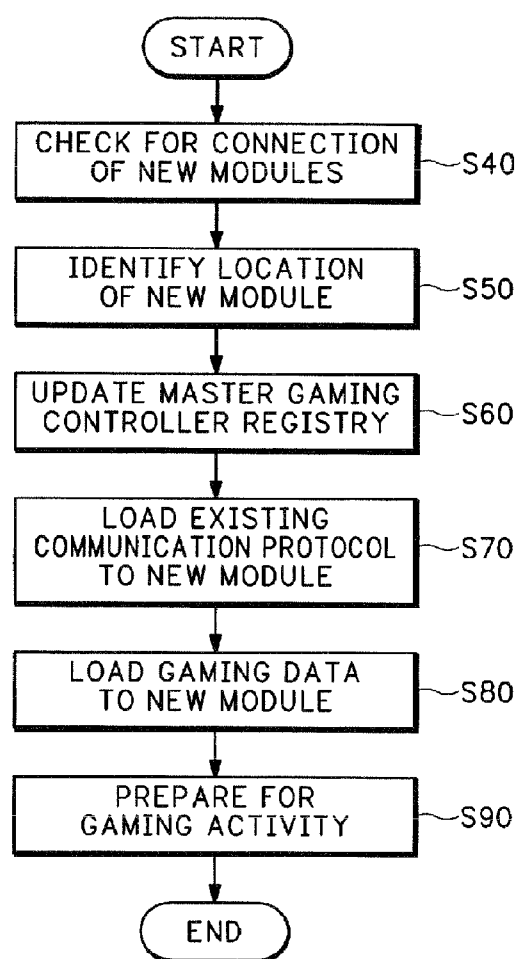 START
CHECK FOR CONNECTION
OF NEW MODULES
S40
IDENTIFY LOCATION
OF NEW MODULE
S50
UPDATE MASTER GAMING
CONTROLLER REGISTRY
S60
LOAD EXISTING
COMMUNICATION PROTOCOL
TO NEW MODULE
S70
LOAD GAMING DATA
TO NEW MODULE
S80
PREPARE FOR
GAMING ACTIVITY
S90
END